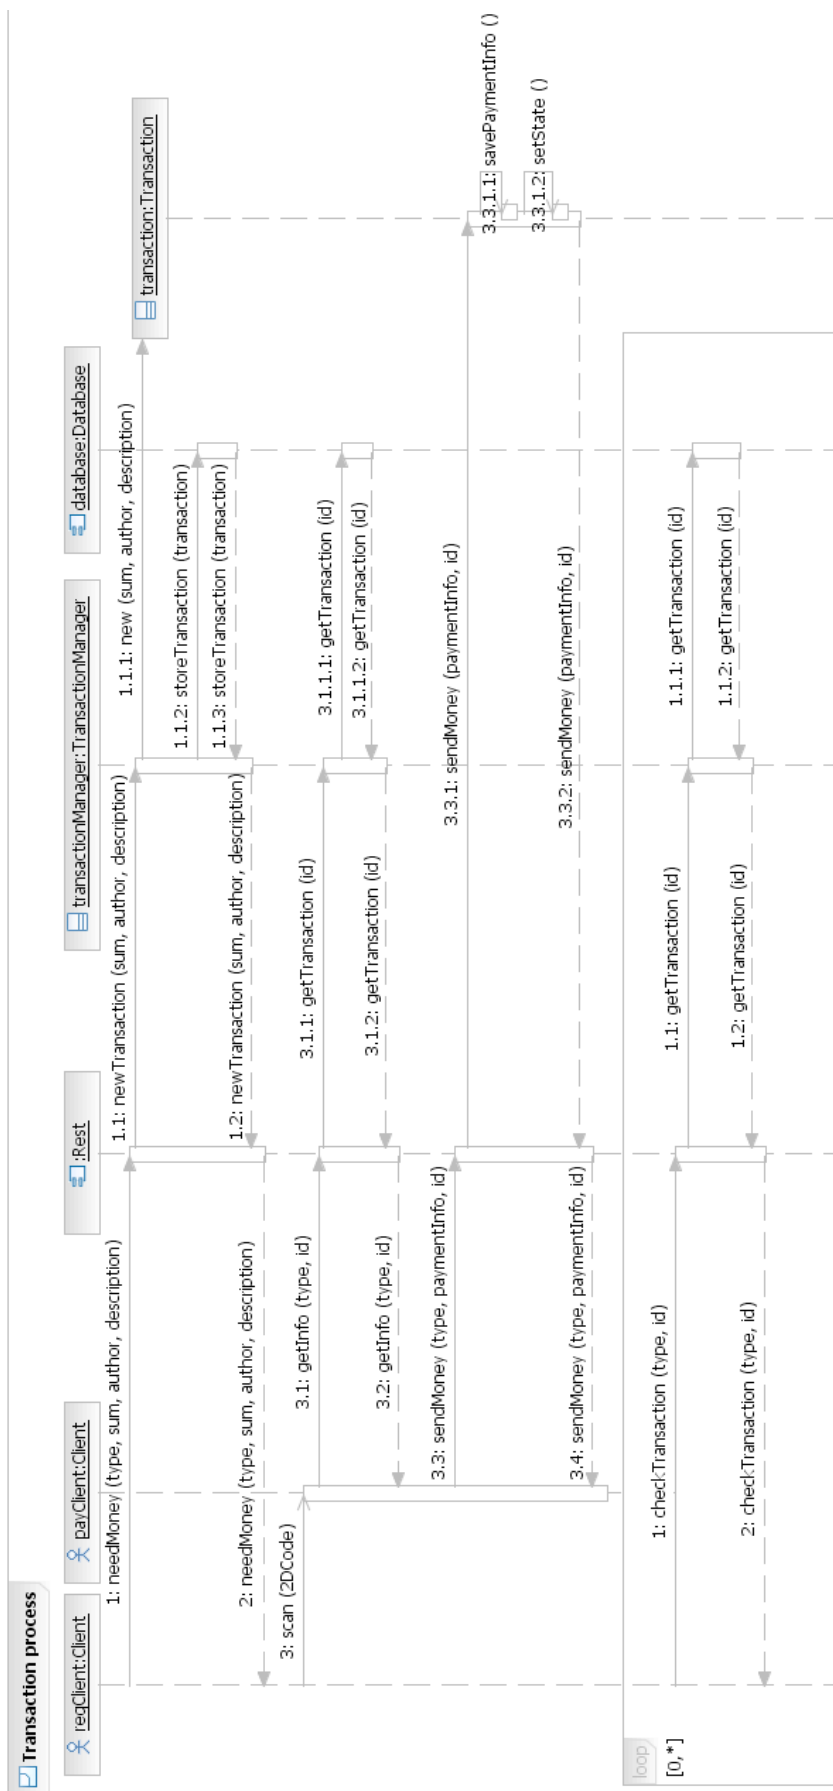 Transaction process
reqClient:Client
payClient:Client
:Rest
transactionManager:TransactionManager
database:Database
transaction:Transaction
1: needMoney (type, sum, author, description)
1.1: newTransaction (sum, author, description)
1.1.1: new (sum, author, description)
1.1.2: storeTransaction (transaction)
1.1.3: storeTransaction (transaction)
1.2: newTransaction (sum, author, description)
2: needMoney (type, sum, author, description)
3: scan (2DCode)
3.1: getInfo (type, id)
3.1.1: getTransaction (id)
3.1.1.1: getTransaction (id)
3.1.1.2: getTransaction (id)
3.1.2: getTransaction (id)
3.2: getInfo (type, id)
3.3: sendMoney (type, paymentInfo, id)
3.3.1: sendMoney (paymentInfo, id)
3.3.1.1: savePaymentInfo ()
3.3.1.2: setState ()
3.3.2: sendMoney (paymentInfo, id)
3.4: sendMoney (type, paymentInfo, id)
loop
[0,*]
1: checkTransaction (type, id)
1.1: getTransaction (id)
1.1.1: getTransaction (id)
1.1.2: getTransaction (id)
1.2: getTransaction (id)
2: checkTransaction (type, id)